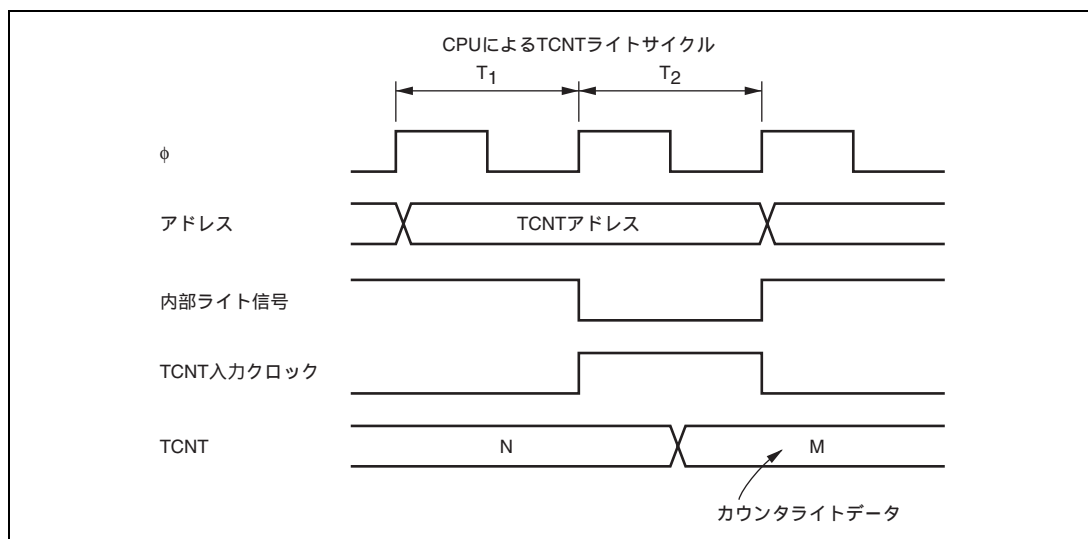 CPUによるTCNTライトサイクル
T1 T2
φ
アドレス TCNTアドレス
内部ライト信号
TCNT入力クロック
TCNT N M
カウンタライトデータ